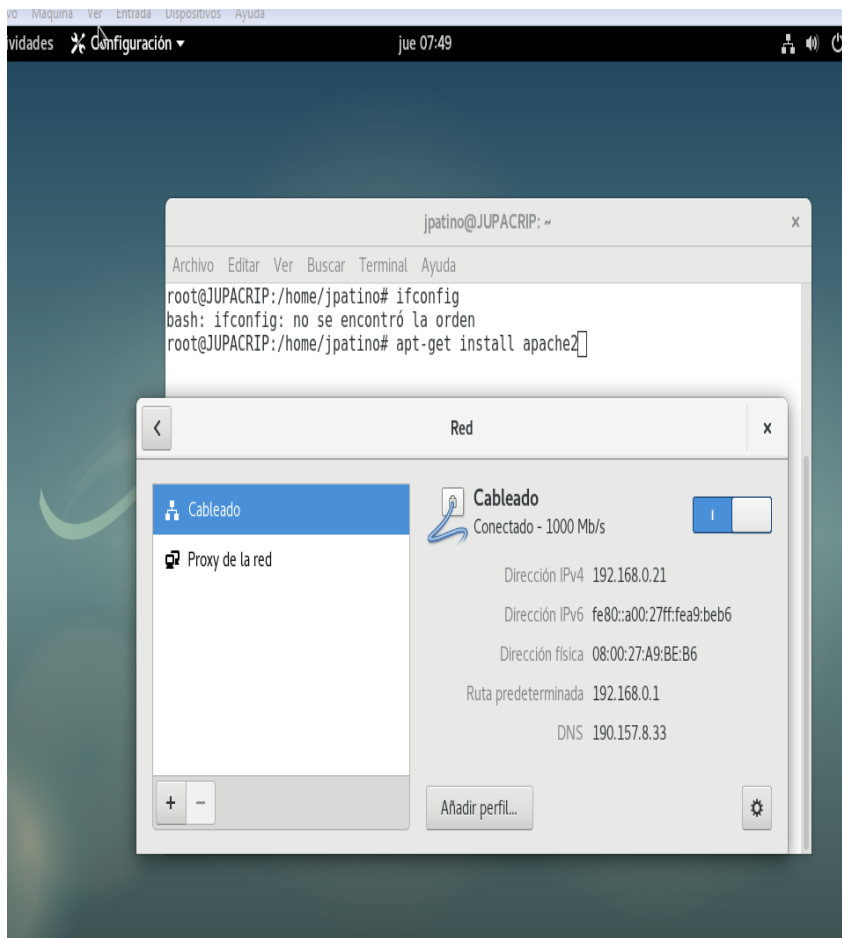 vo Maquina Ver Entrada Dispositivos Ayuda
ividades Configuración jue 07:49
jpatino@JUPACRIP: ~ x
Archivo Editar Ver Buscar Terminal Ayuda
root@JUPACRIP:/home/jpatino# ifconfig
bash: ifconfig: no se encontró la orden
root@JUPACRIP:/home/jpatino# apt-get install apache2
Red x
Cableado
Proxy de la red
Cableado
Conectado - 1000 Mb/s
Dirección IPv4 192.168.0.21
Dirección IPv6 fe80::a00:27ff:fea9:beb6
Dirección física 08:00:27:A9:BE:B6
Ruta predeterminada 192.168.0.1
DNS 190.157.8.33
+ −
Añadir perfil...